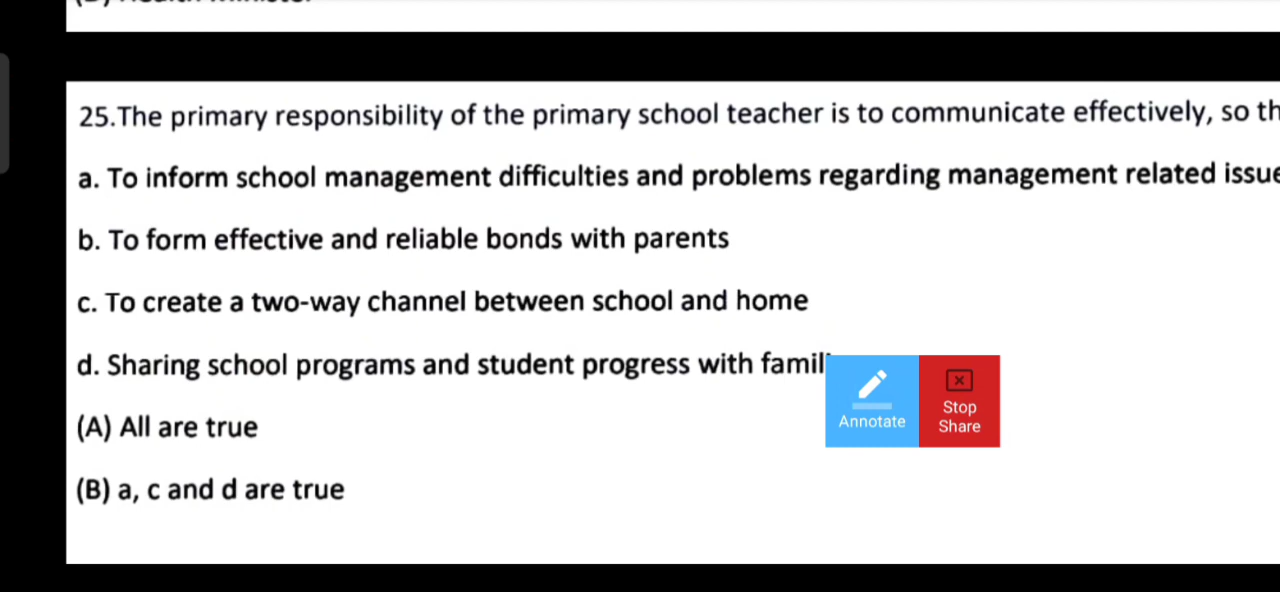 25.The primary responsibility of the primary school teacher is to communicate effectively, so
a. To inform school management difficulties and problems regarding management related
b. To form effective and reliable bonds with parents
c. To create a two-way channel between school and home
d. Sharing school programs and student progress with
Annotate
Stop
Share
(A) All are true
(B) a, c and d are true